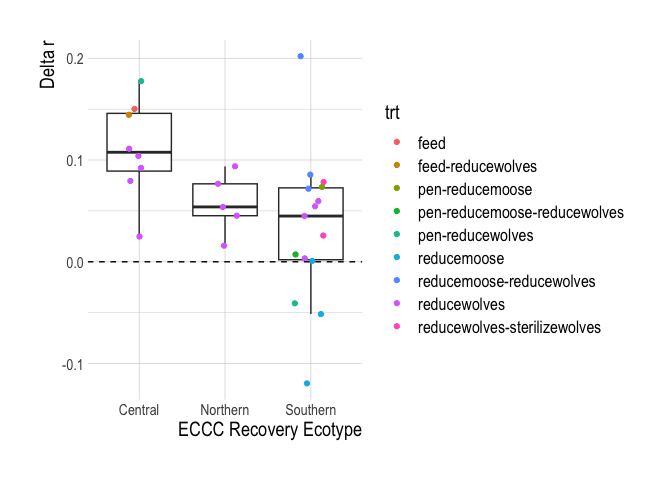 Delta r
0.2
0.1
0.0
-0.1
Central
Northern
Southern
ECCC Recovery Ecotype
trt
feed
feed-reducewolves
pen-reducemoose
pen-reducemoose-reducewolves
pen-reducewolves
reducemoose
reducemoose-reducewolves
reducewolves
reducewolves-sterilizewolves